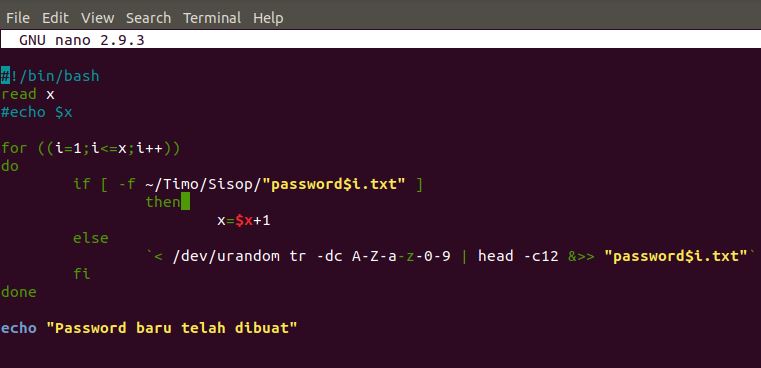 File Edit View Search Terminal Help
GNU nano 2.9.3
#!/bin/bash
read x
#echo $x
for ((i=1;i<=x;i++))
do
if [ -f ~/Timo/Sisop/"password$i.txt" ]
then
x=$x+1
else
`< /dev/urandom tr -dc A-Z-a-z-0-9 | head -c12 &>> "password$i.txt"`
fi
done
echo "Password baru telah dibuat"